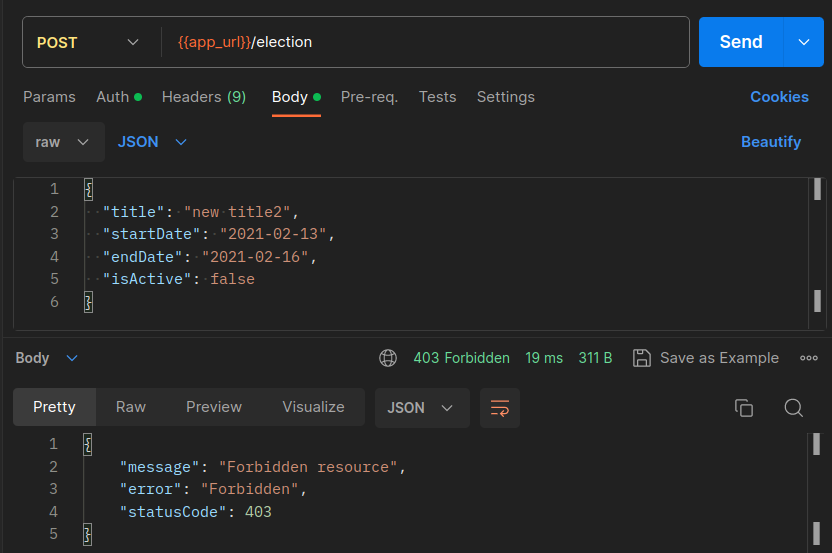 POST {{app_url}}/election Send
Params Auth Headers (9) Body Pre-req. Tests Settings Cookies
raw JSON Beautify
1 {
2 "title": "new title2",
3 "startDate": "2021-02-13",
4 "endDate": "2021-02-16",
5 "isActive": false
6 }
Body 403 Forbidden 19 ms 311 B Save as Example
Pretty Raw Preview Visualize JSON
1 {
2 "message": "Forbidden resource",
3 "error": "Forbidden",
4 "statusCode": 403
5 }